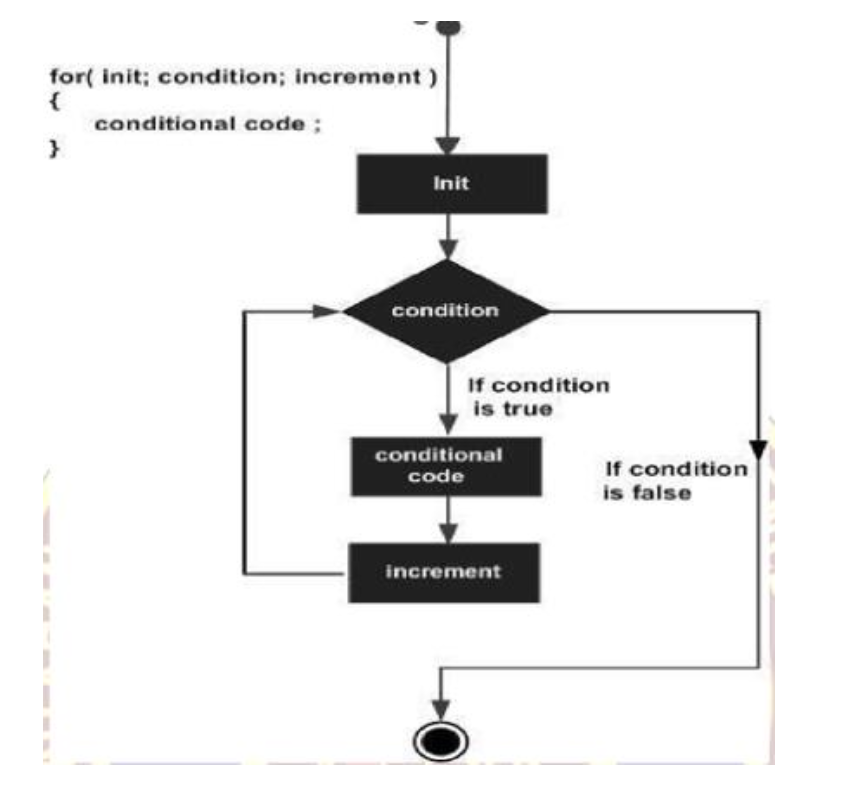 for( init; condition; increment )
{
conditional code ;
}
Init
condition
If condition
is true
conditional
code
If condition
is false
increment